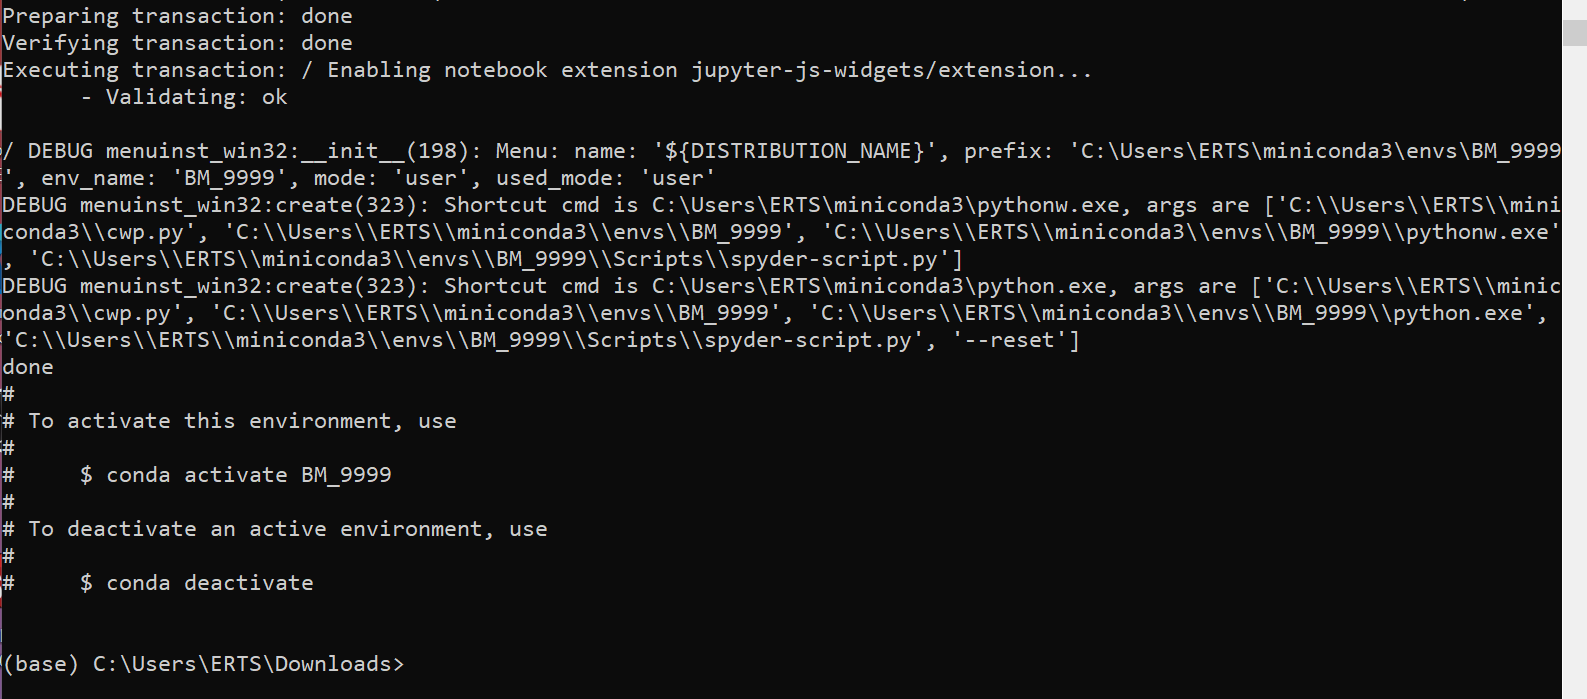 Preparing transaction: done
Verifying transaction: done
Executing transaction: / Enabling notebook extension jupyter-js-widgets/extension...
      - Validating: ok

/ DEBUG menuinst_win32:__init__(198): Menu: name: '${DISTRIBUTION_NAME}', prefix: 'C:\Users\ERTS\miniconda3\envs\BM_9999
', env_name: 'BM_9999', mode: 'user', used_mode: 'user'
DEBUG menuinst_win32:create(323): Shortcut cmd is C:\Users\ERTS\miniconda3\pythonw.exe, args are ['C:\\Users\\ERTS\\mini
conda3\\cwp.py', 'C:\\Users\\ERTS\\miniconda3\\envs\\BM_9999', 'C:\\Users\\ERTS\\miniconda3\\envs\\BM_9999\\pythonw.exe'
, 'C:\\Users\\ERTS\\miniconda3\\envs\\BM_9999\\Scripts\\spyder-script.py']
DEBUG menuinst_win32:create(323): Shortcut cmd is C:\Users\ERTS\miniconda3\python.exe, args are ['C:\\Users\\ERTS\\minic
onda3\\cwp.py', 'C:\\Users\\ERTS\\miniconda3\\envs\\BM_9999', 'C:\\Users\\ERTS\\miniconda3\\envs\\BM_9999\\python.exe',
'C:\\Users\\ERTS\\miniconda3\\envs\\BM_9999\\Scripts\\spyder-script.py', '--reset']
done
#
# To activate this environment, use
#
#     $ conda activate BM_9999
#
# To deactivate an active environment, use
#
#     $ conda deactivate

(base) C:\Users\ERTS\Downloads>